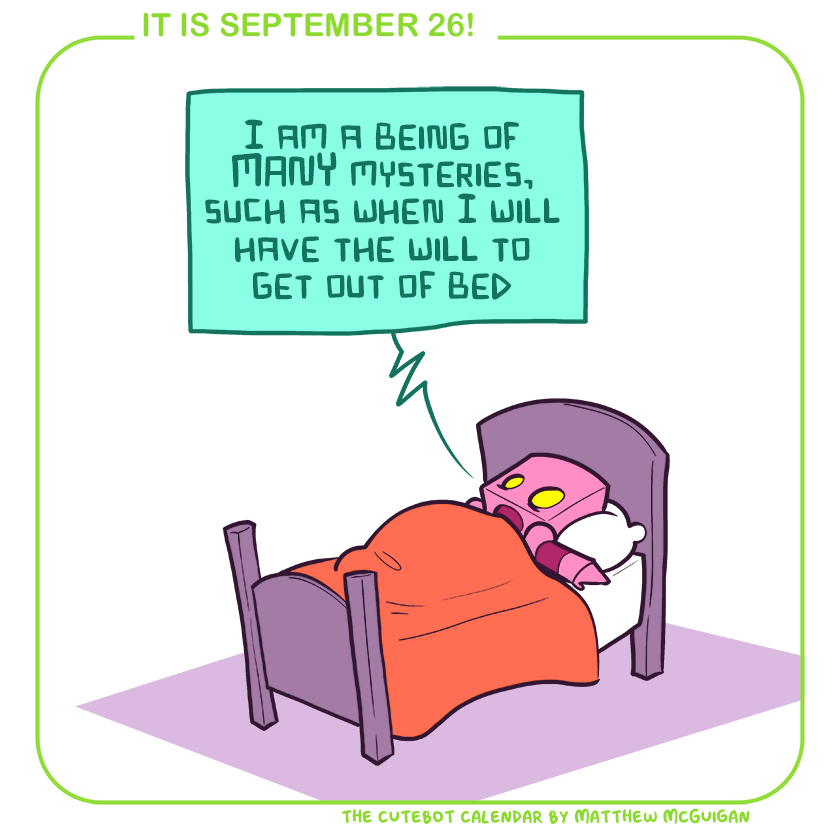 IT IS SEPTEMBER 26!
I AM A BEING OF
MANY MYSTERIES,
SUCH AS WHEN I WILL
HAVE THE WILL TO
GET OUT OF BED
THE CUTEBOT CALENDAR BY MATTHEW MCGUIGAN